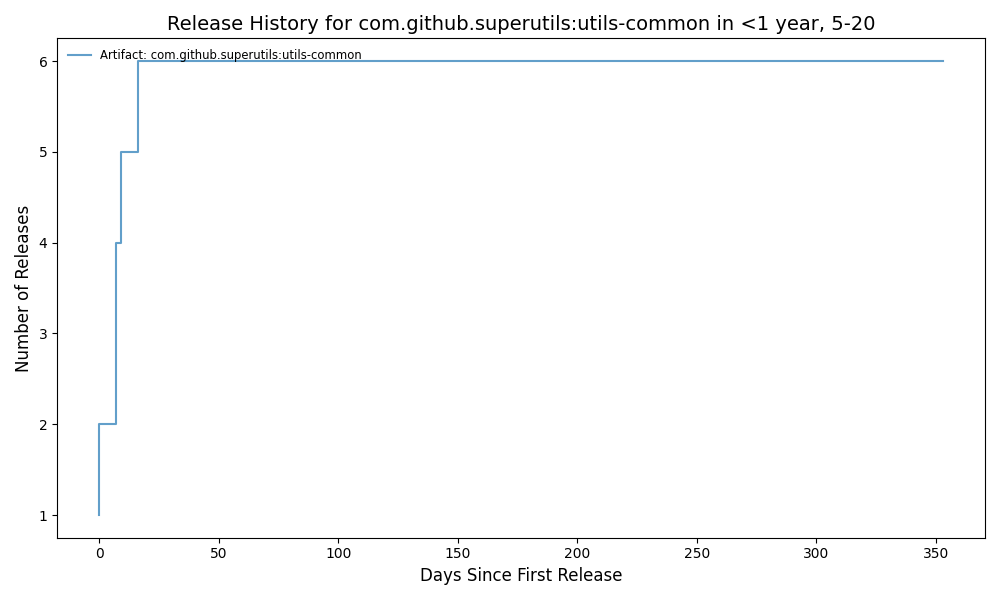 Release History for com.github.superutils:utils-common in <1 year, 5-20
Artifact: com.github.superutils:utils-common
Number of Releases
6
5
4
3
2
1
0 50 100 150 200 250 300 350
Days Since First Release